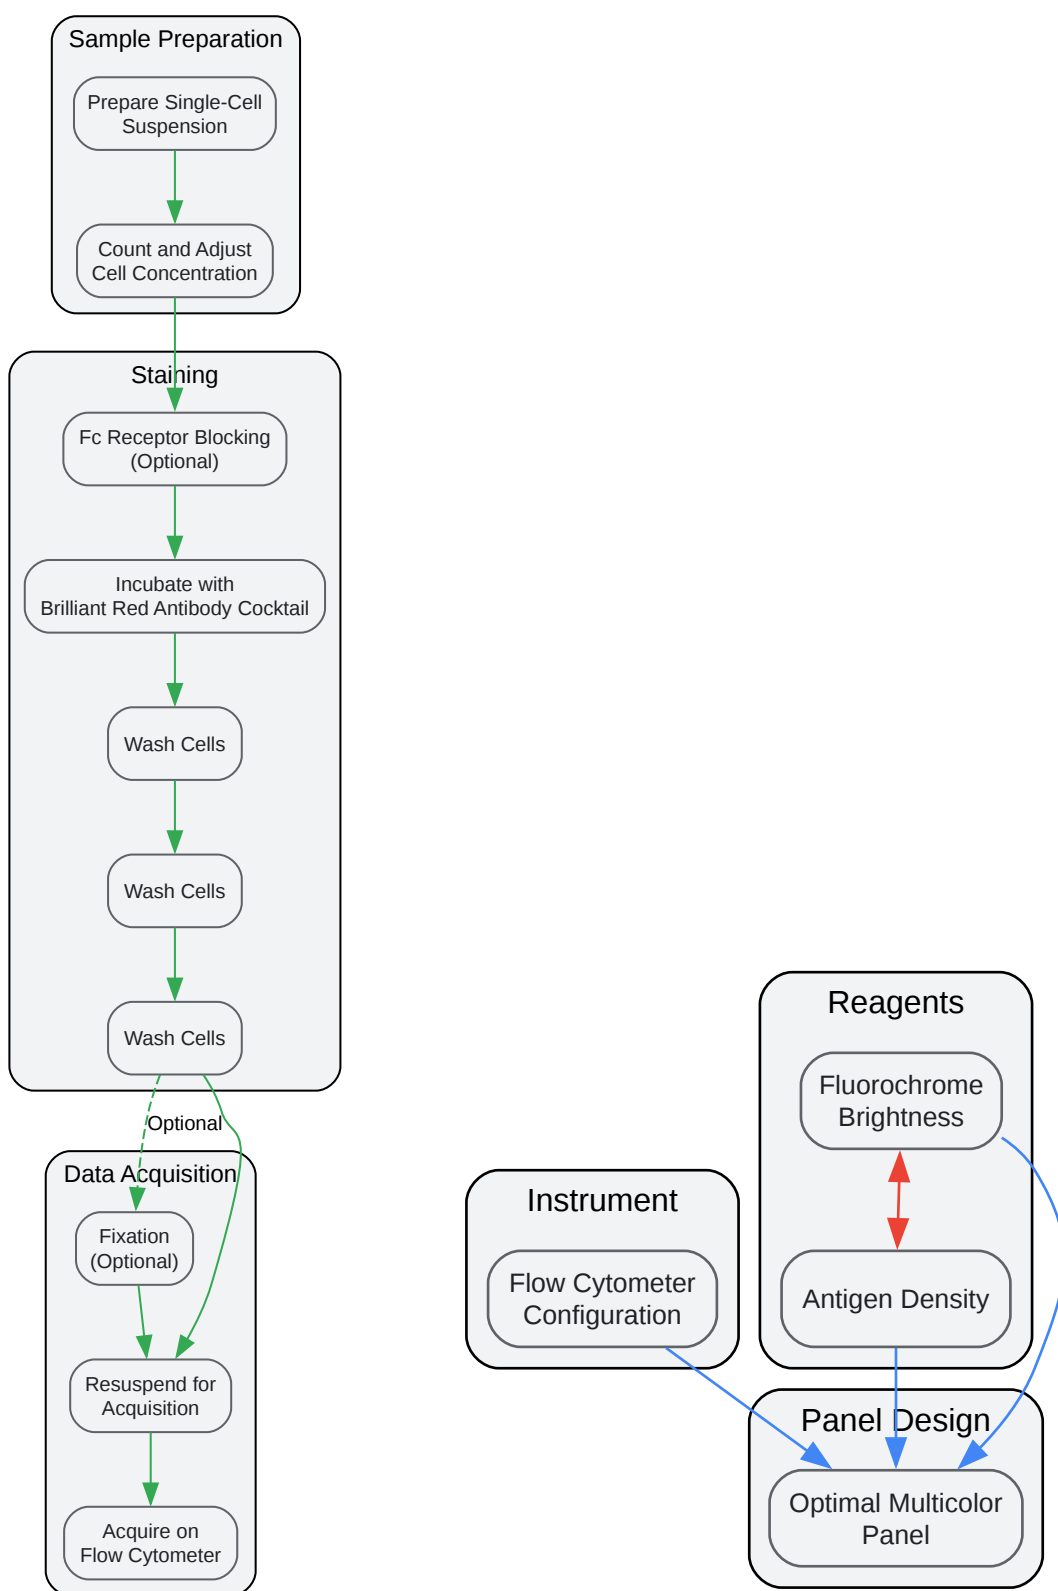 Sample Preparation
Prepare Single-Cell
Suspension
Count and Adjust
Cell Concentration
Staining
Fc Receptor Blocking
(Optional)
Incubate with
Brilliant Red Antibody Cocktail
Wash Cells
Wash Cells
Wash Cells
Optional
Data Acquisition
Fixation
(Optional)
Resuspend for
Acquisition
Acquire on
Flow Cytometer
Instrument
Flow Cytometer
Configuration
Reagents
Fluorochrome
Brightness
Antigen Density
Panel Design
Optimal Multicolor
Panel